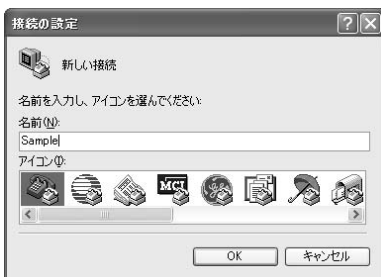 接続の設定
新しい接続
名前を入力し、アイコンを選んでください:
名前(N):
Sample
アイコン(I):
MCI
OK
キャンセル